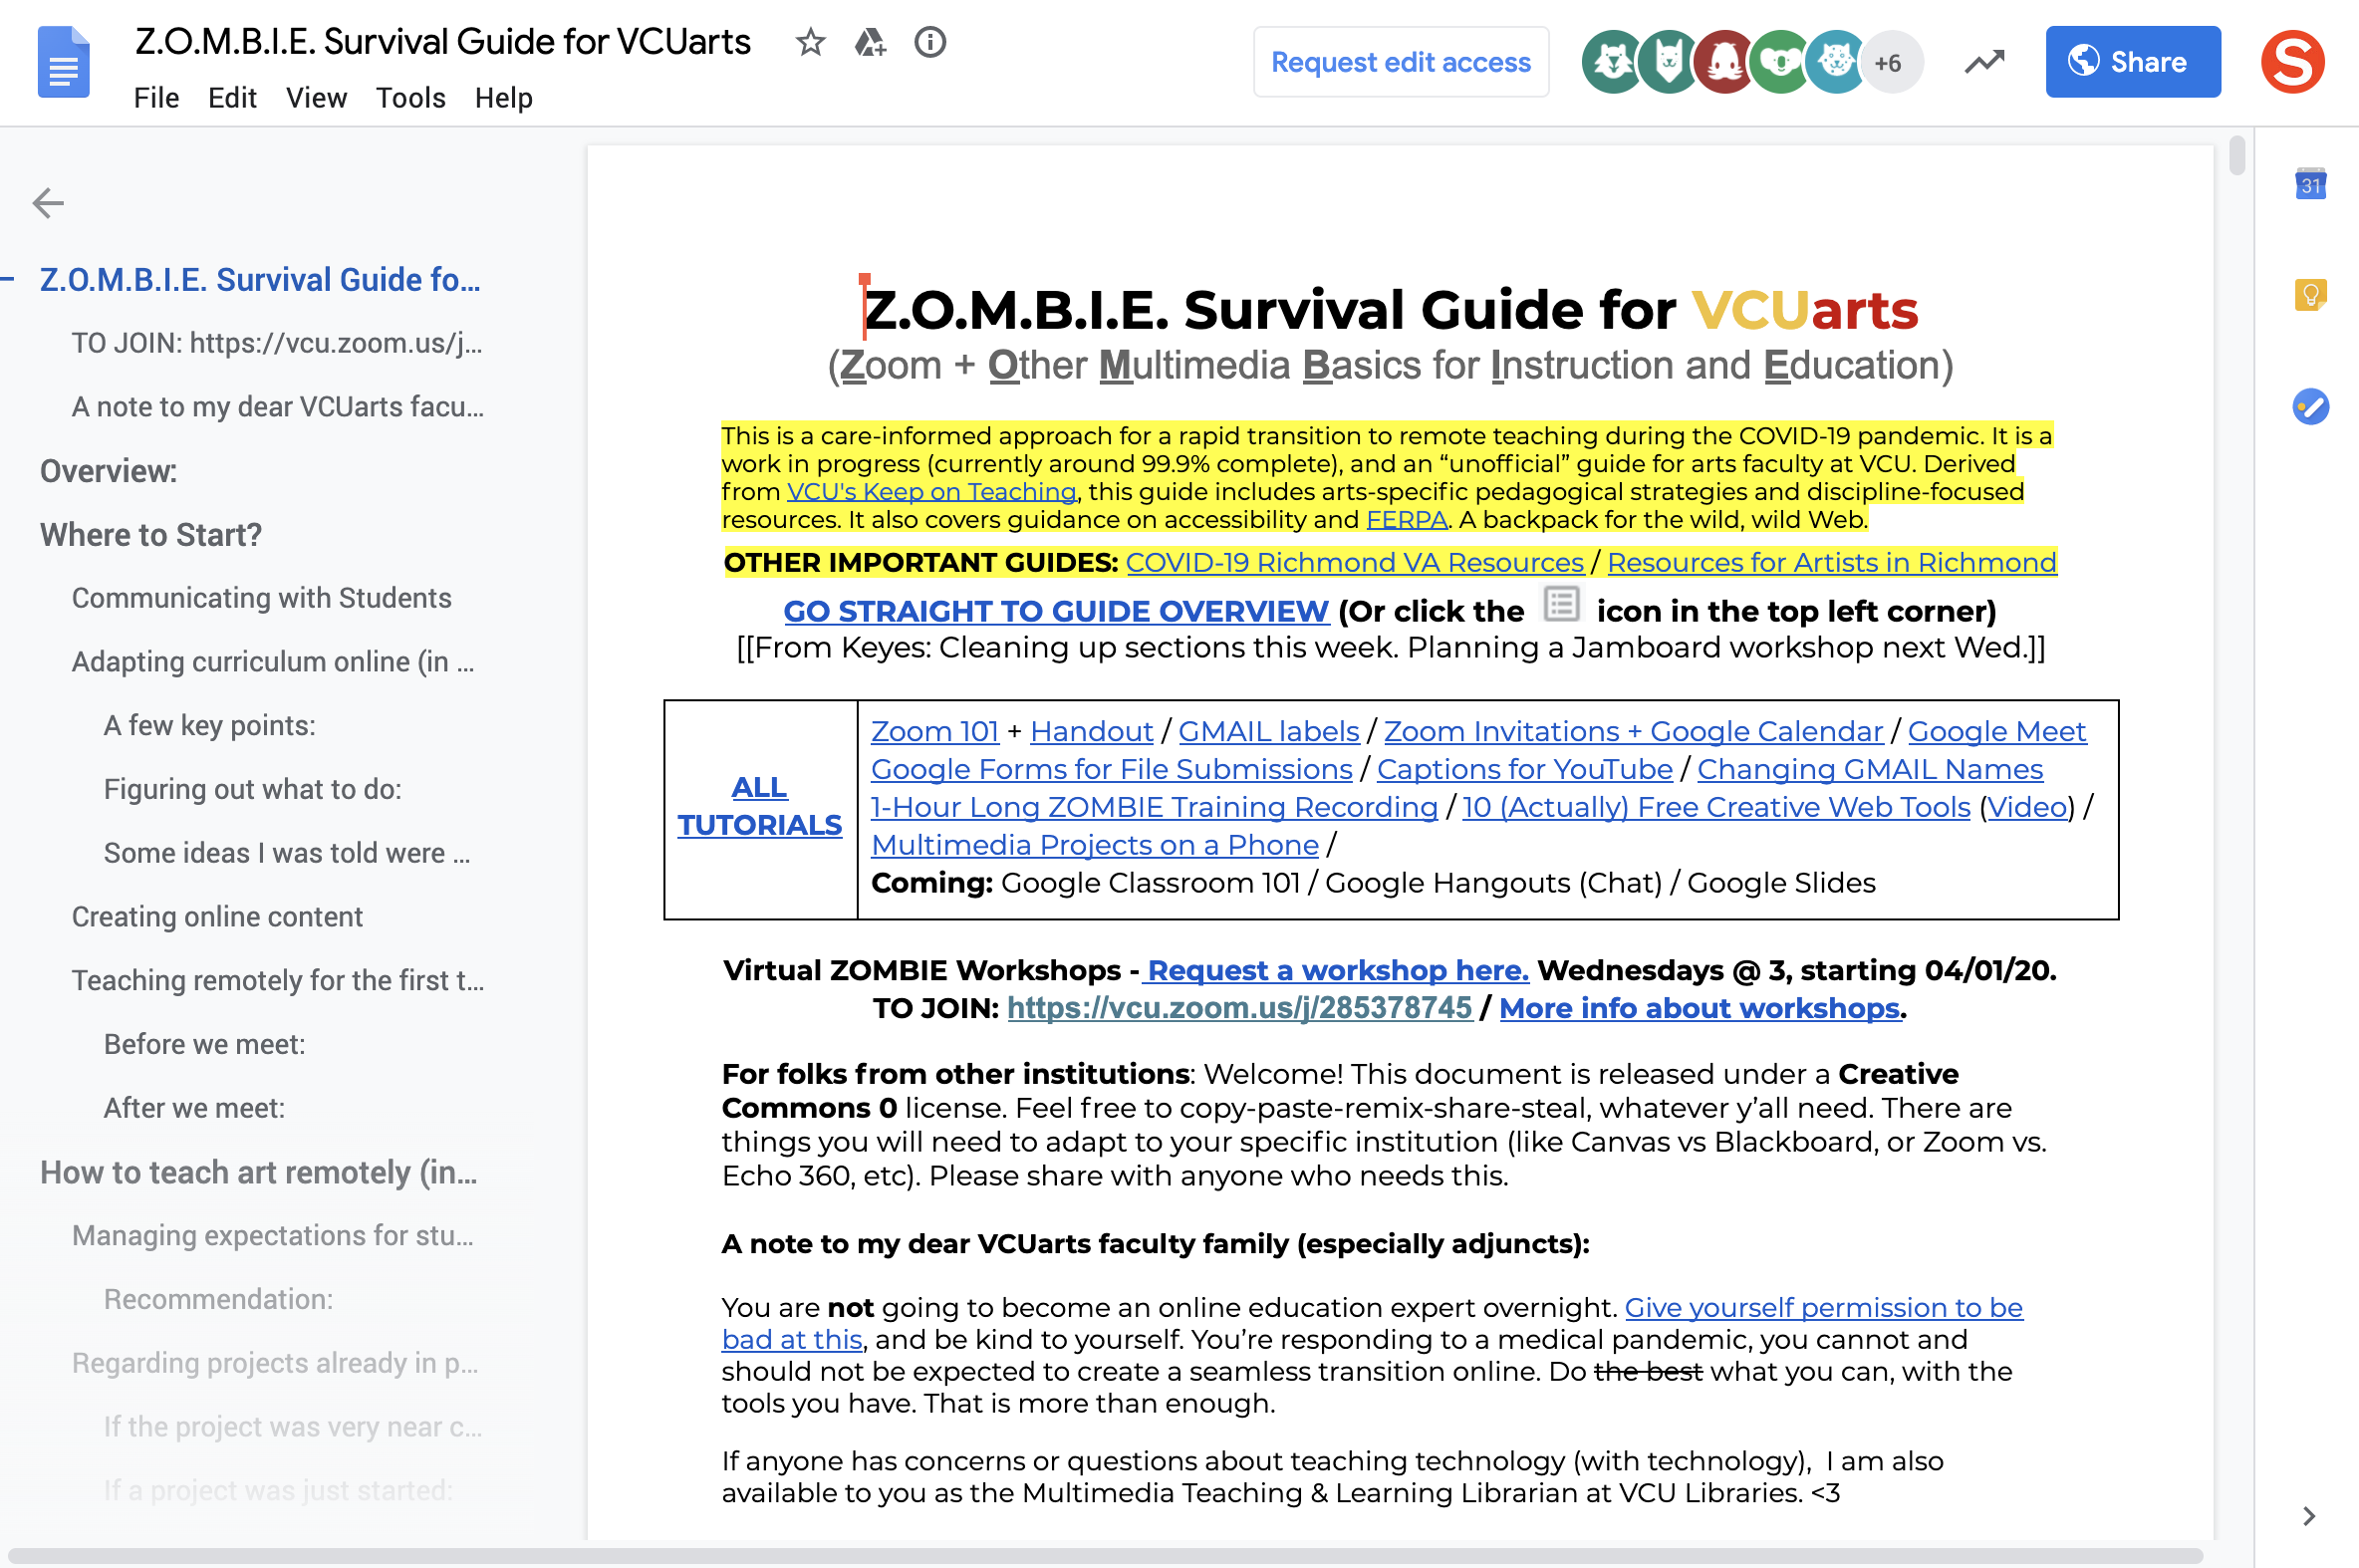 Z.O.M.B.I.E. Survival Guide for VCUarts
File Edit View Tools Help
Request edit access
+6
Share
S
31
Z.O.M.B.I.E. Survival Guide fo...
TO JOIN: https://vcu.zoom.us/j...
A note to my dear VCUarts facu...
Overview:
Where to Start?
Communicating with Students
Adapting curriculum online (in ...
A few key points:
Figuring out what to do:
Some ideas I was told were ...
Creating online content
Teaching remotely for the first t...
Before we meet:
After we meet:
How to teach art remotely (in...
Managing expectations for stu...
Recommendation:
Regarding projects already in p...
If the project was very near c...
If a project was just started:
Z.O.M.B.I.E. Survival Guide for VCUarts
(Zoom + Other Multimedia Basics for Instruction and Education)
This is a care-informed approach for a rapid transition to remote teaching during the COVID-19 pandemic. It is a
work in progress (currently around 99.9% complete), and an “unofficial” guide for arts faculty at VCU. Derived
from VCU's Keep on Teaching, this guide includes arts-specific pedagogical strategies and discipline-focused
resources. It also covers guidance on accessibility and FERPA. A backpack for the wild, wild Web.
OTHER IMPORTANT GUIDES: COVID-19 Richmond VA Resources / Resources for Artists in Richmond
GO STRAIGHT TO GUIDE OVERVIEW (Or click the icon in the top left corner)
[[From Keyes: Cleaning up sections this week. Planning a Jamboard workshop next Wed.]]
ALL
TUTORIALS
Zoom 101 + Handout / GMAIL labels / Zoom Invitations + Google Calendar / Google Meet
Google Forms for File Submissions / Captions for YouTube / Changing GMAIL Names
1-Hour Long ZOMBIE Training Recording / 10 (Actually) Free Creative Web Tools (Video) /
Multimedia Projects on a Phone /
Coming: Google Classroom 101 / Google Hangouts (Chat) / Google Slides
Virtual ZOMBIE Workshops - Request a workshop here. Wednesdays @ 3, starting 04/01/20.
TO JOIN: https://vcu.zoom.us/j/285378745 / More info about workshops.
For folks from other institutions: Welcome! This document is released under a Creative
Commons 0 license. Feel free to copy-paste-remix-share-steal, whatever y’all need. There are
things you will need to adapt to your specific institution (like Canvas vs Blackboard, or Zoom vs.
Echo 360, etc). Please share with anyone who needs this.
A note to my dear VCUarts faculty family (especially adjuncts):
You are not going to become an online education expert overnight. Give yourself permission to be
bad at this, and be kind to yourself. You’re responding to a medical pandemic, you cannot and
should not be expected to create a seamless transition online. Do the best what you can, with the
tools you have. That is more than enough.
If anyone has concerns or questions about teaching technology (with technology), I am also
available to you as the Multimedia Teaching & Learning Librarian at VCU Libraries. <3